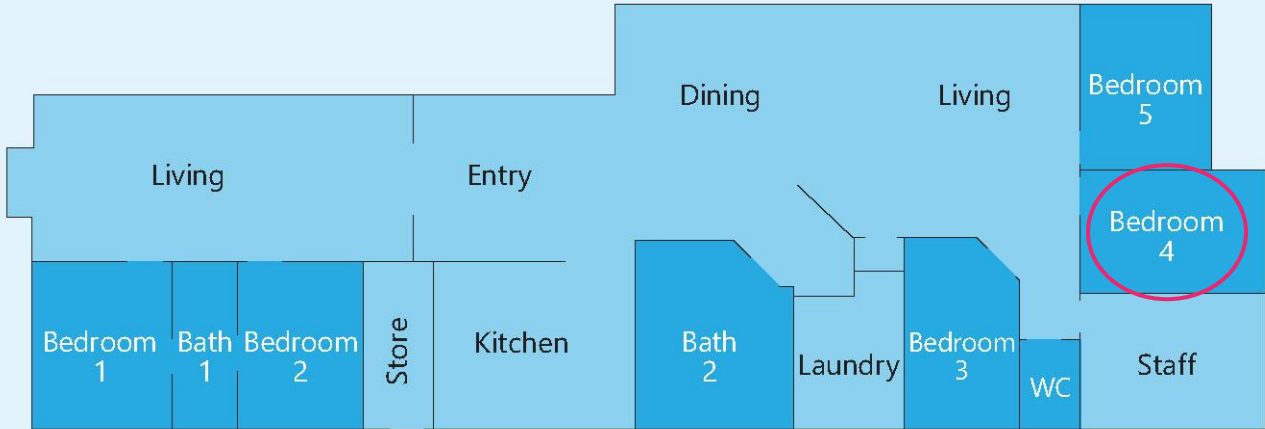 Dining
Living
Bedroom
5
Living
Entry
Bedroom
4
Bedroom
1
Bath
1
Bedroom
2
Store
Kitchen
Bath
2
Laundry
Bedroom
3
WC
Staff